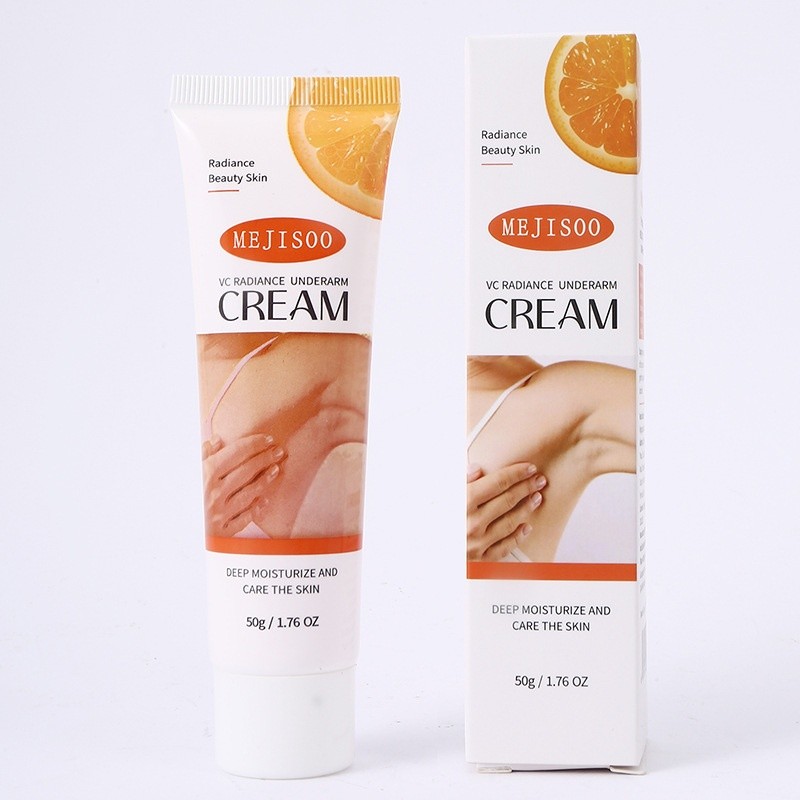 Radiance
Beauty Skin
MEJISOO
VC RADIANCE UNDERARM
CREAM
DEEP MOISTURIZE AND
CARE THE SKIN
50g / 1.76 OZ
Radiance
Beauty Skin
MEJISOO
VC RADIANCE UNDERARM
CREAM
DEEP MOISTURIZE AND
CARE THE SKIN
50g / 1.76 OZ